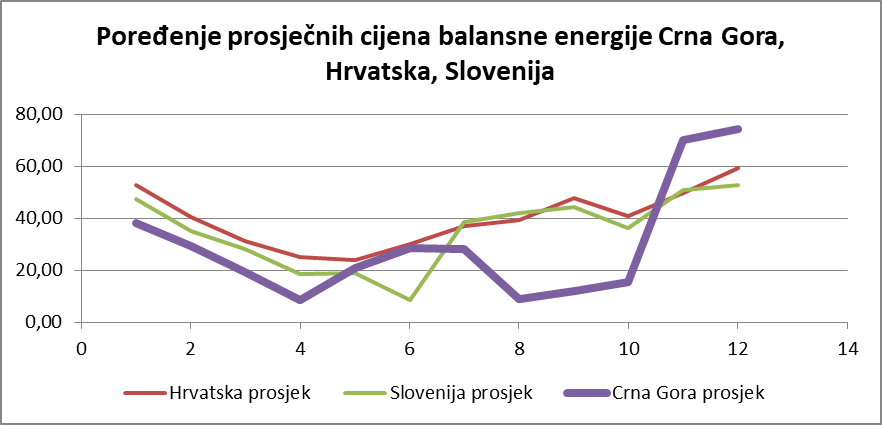 Poređenje prosječnih cijena balansne energije Crna Gora,
Hrvatska, Slovenija
80,00
60,00
40,00
20,00
0,00
0 2 4 6 8 10 12 14
Hrvatska prosjek Slovenija prosjek Crna Gora prosjek